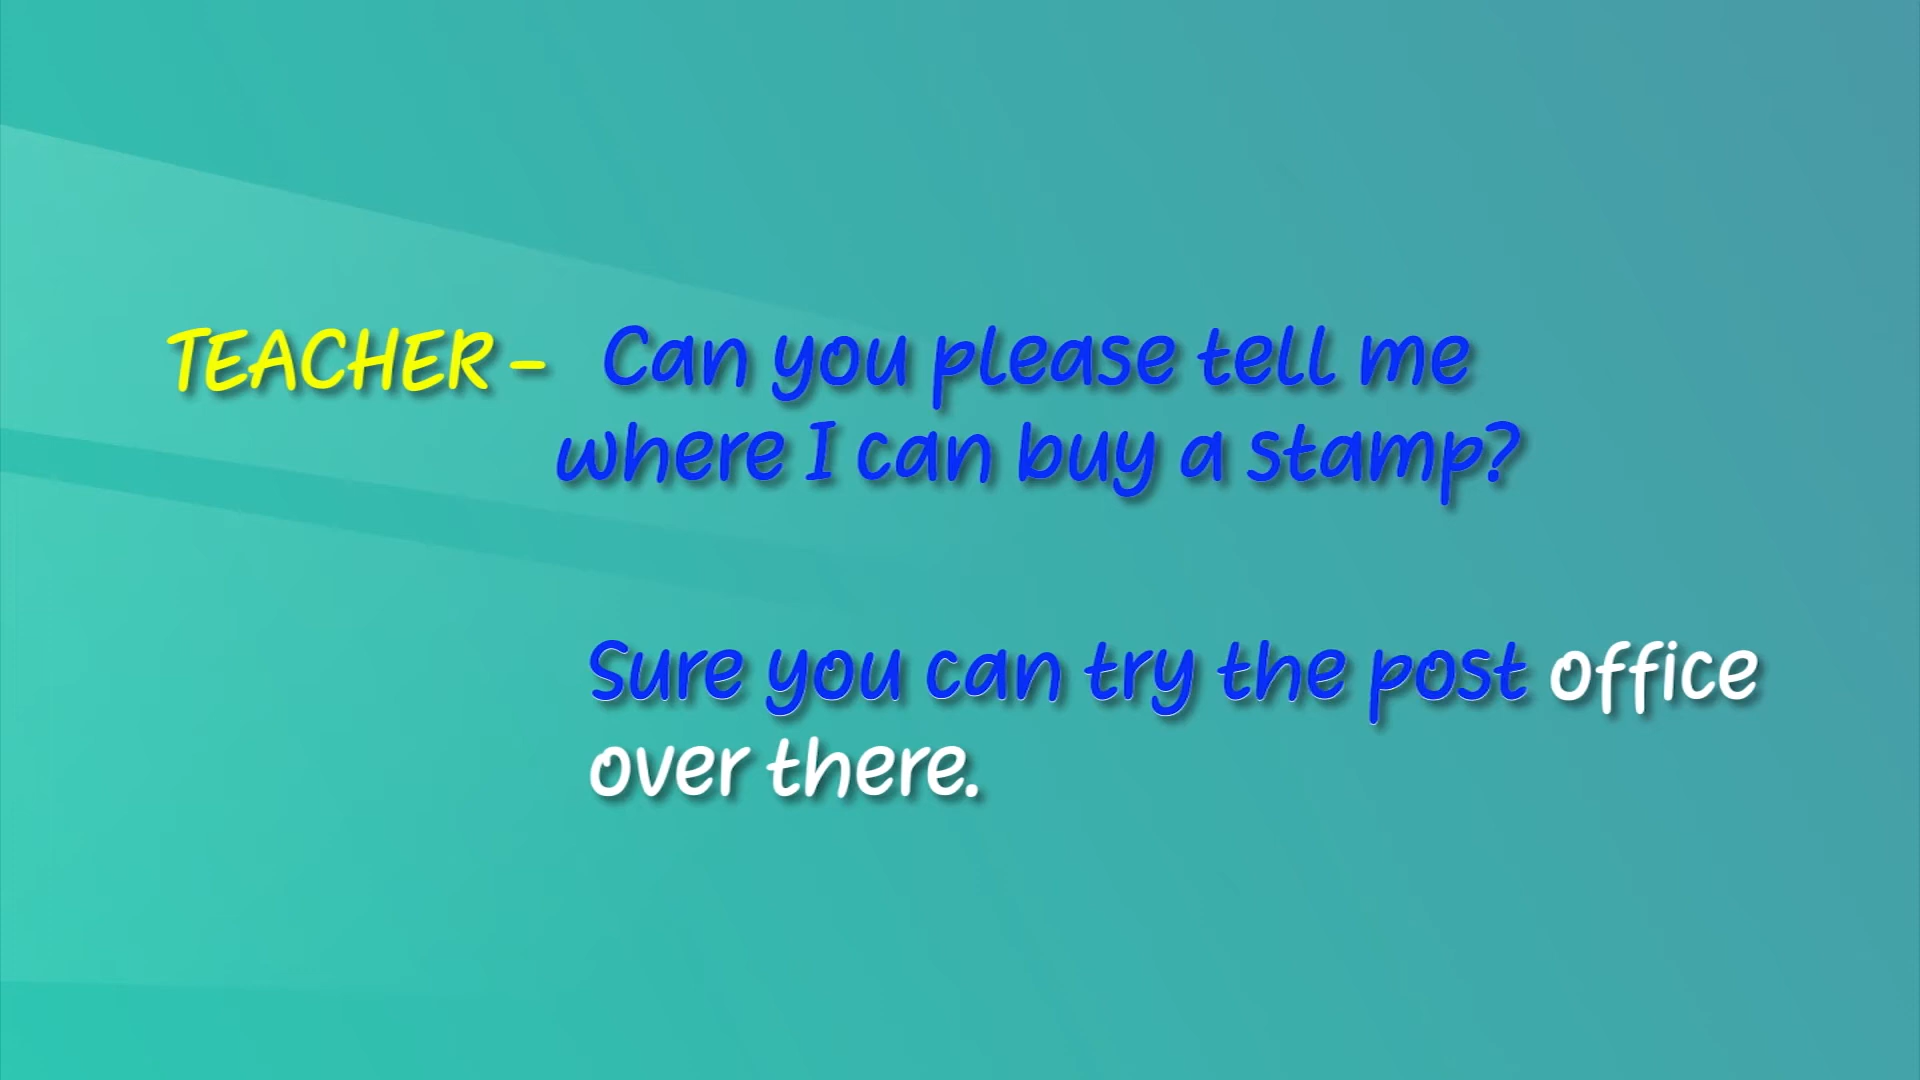 TEACHER - Can you please tell me
where I can buy a stamp?
Sure you can try the post office
over there.